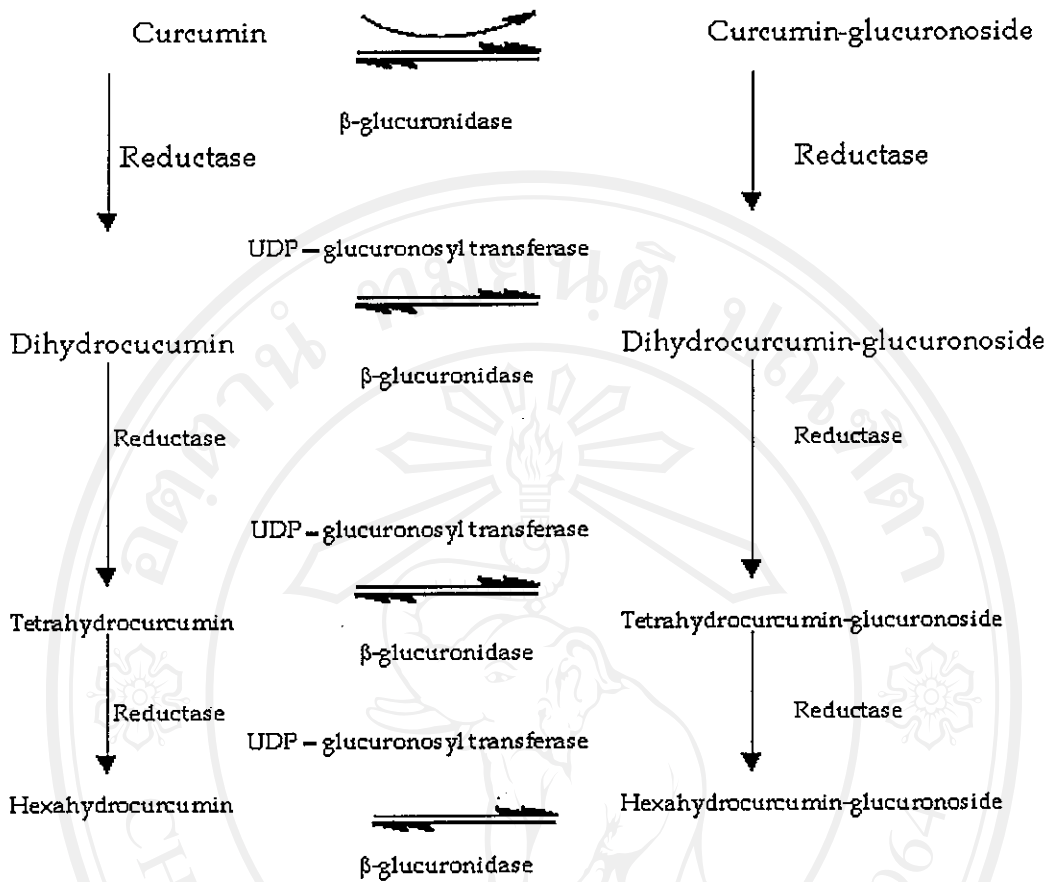 Curcumin Curcumin-glucuronoside
β-glucuronidase
Reductase Reductase
UDP – glucuronosyl transferase
Dihydrocucumin Dihydrocurcumin-glucuronoside
β-glucuronidase
Reductase Reductase
UDP – glucuronosyl transferase
Tetrahydrocurcumin Tetrahydrocurcumin-glucuronoside
β-glucuronidase
Reductase Reductase
UDP – glucuronosyl transferase
Hexahydrocurcumin Hexahydrocurcumin-glucuronoside
β-glucuronidase